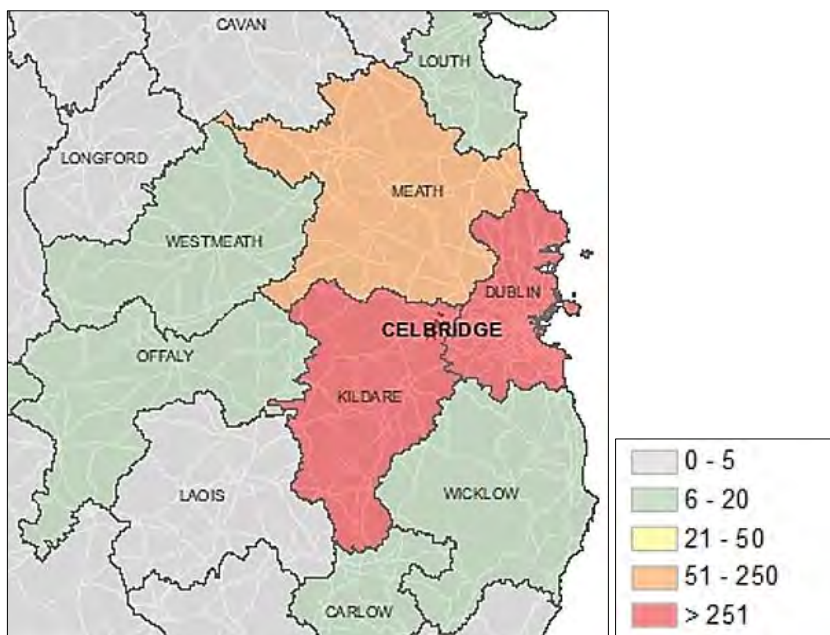 CAVAN
LOUTH
LONGFORD
MEATH
WESTMEATH
DUBLIN
CELBRIDGE
OFFALY
KILDARE
LAOIS
WICKLOW
CARLOW
0 - 5
6 - 20
21 - 50
51 - 250
> 251